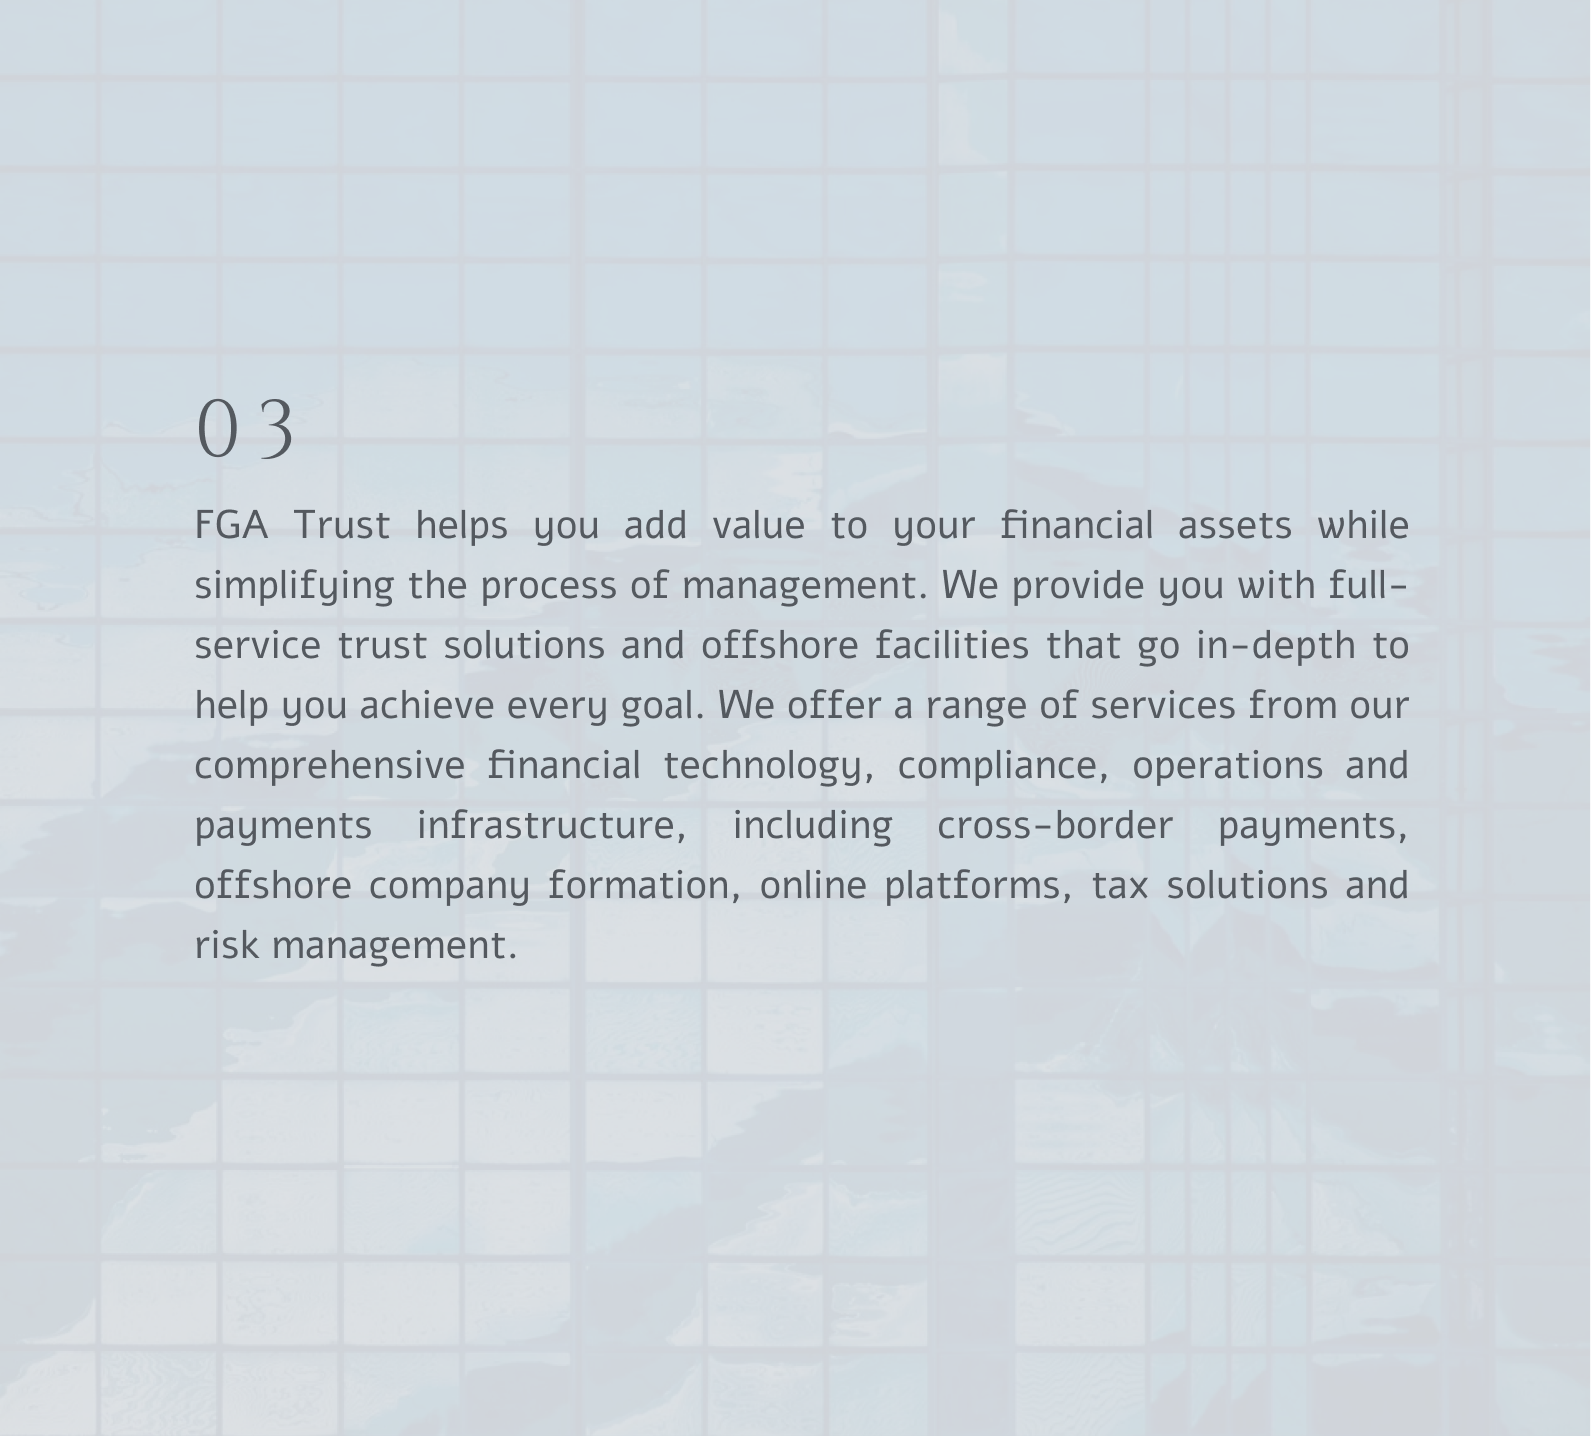 03
FGA Trust helps you add value to your financial assets while
simplifying the process of management. We provide you with full-
service trust solutions and offshore facilities that go in-depth to
help you achieve every goal. We offer a range of services from our
comprehensive financial technology, compliance, operations and
payments infrastructure, including cross-border payments,
offshore company formation, online platforms, tax solutions and
risk management.